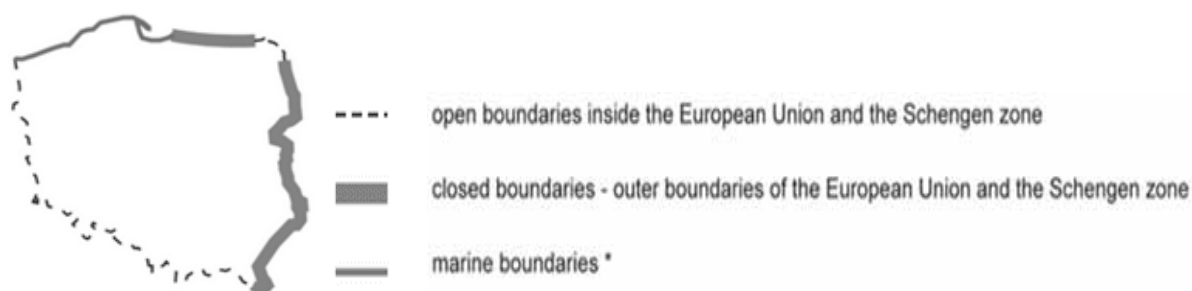 open boundaries inside the European Union and the Schengen zone
closed boundaries - outer boundaries of the European Union and the Schengen zone
marine boundaries *